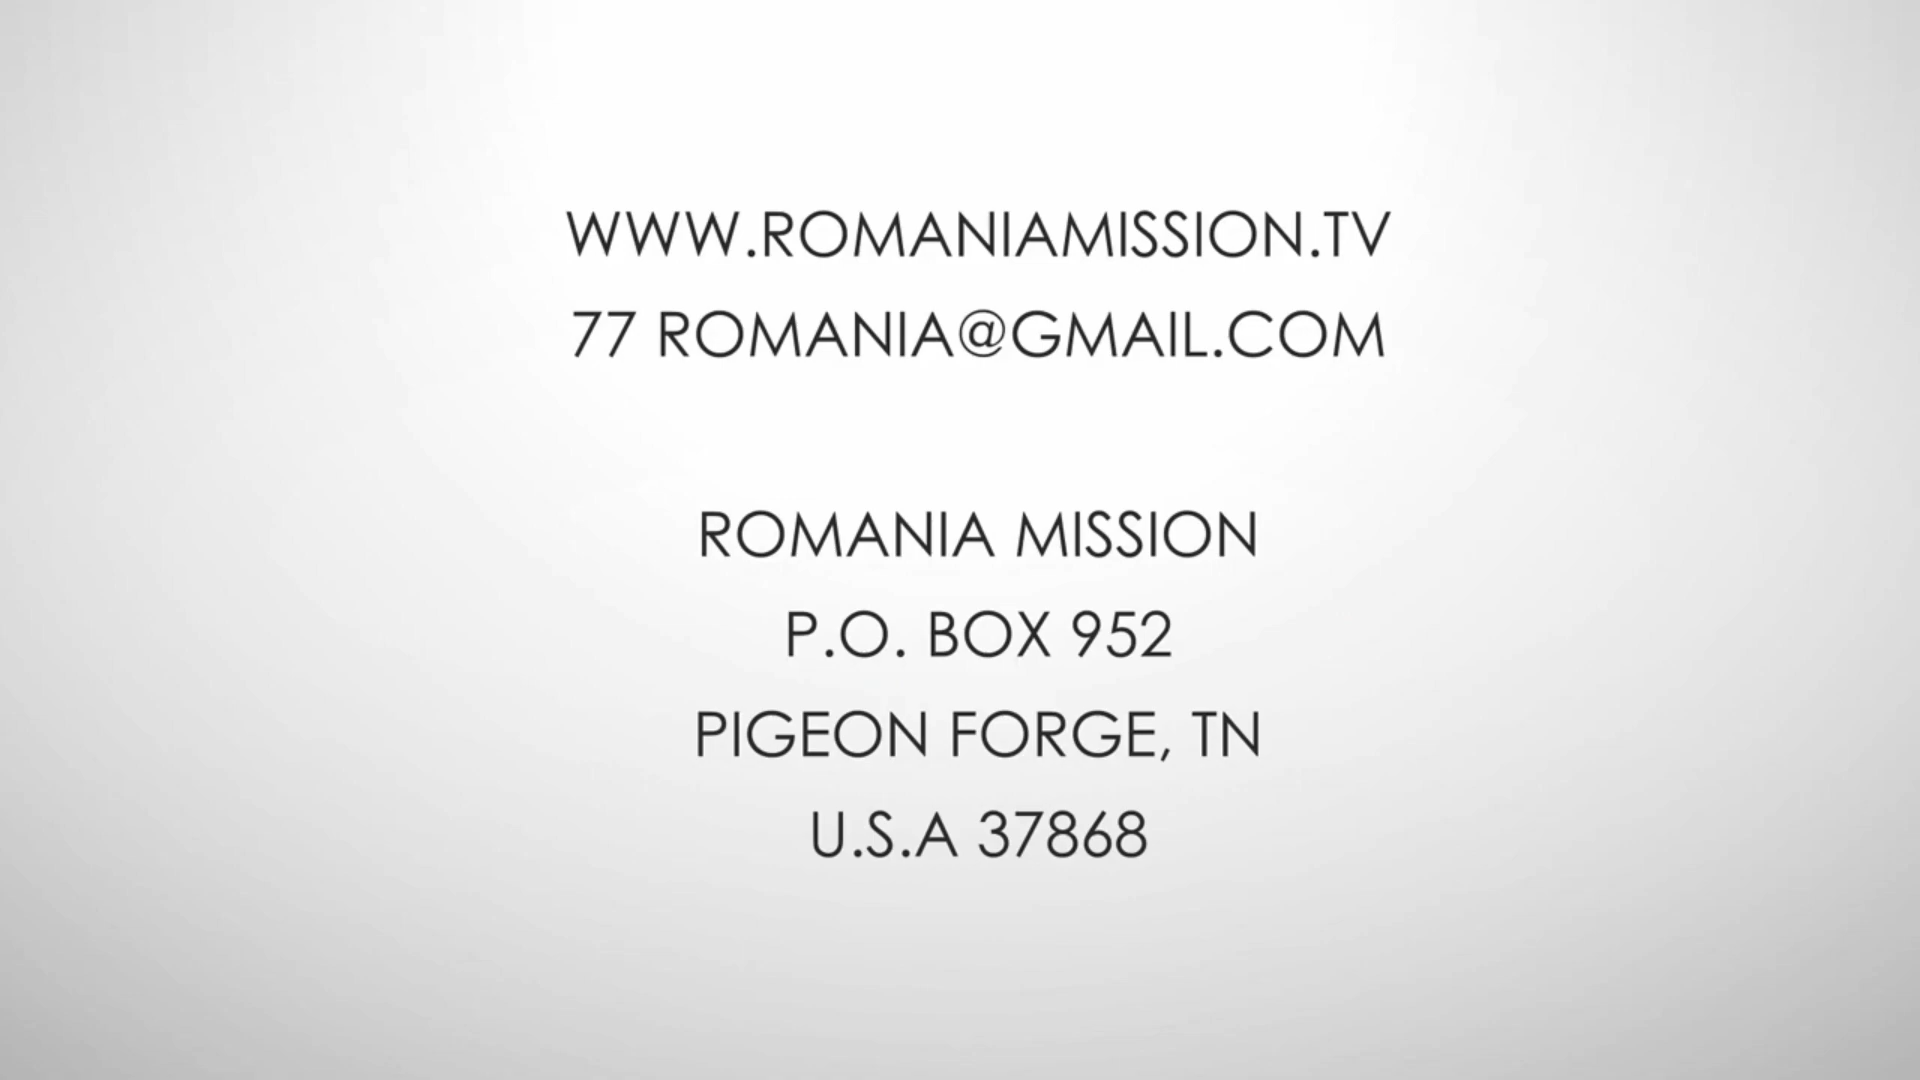 WWW.ROMANIAMISSION.TV
77 ROMANIA@GMAIL.COM
ROMANIA MISSION
P.O. BOX 952
PIGEON FORGE, TN
U.S.A 37868